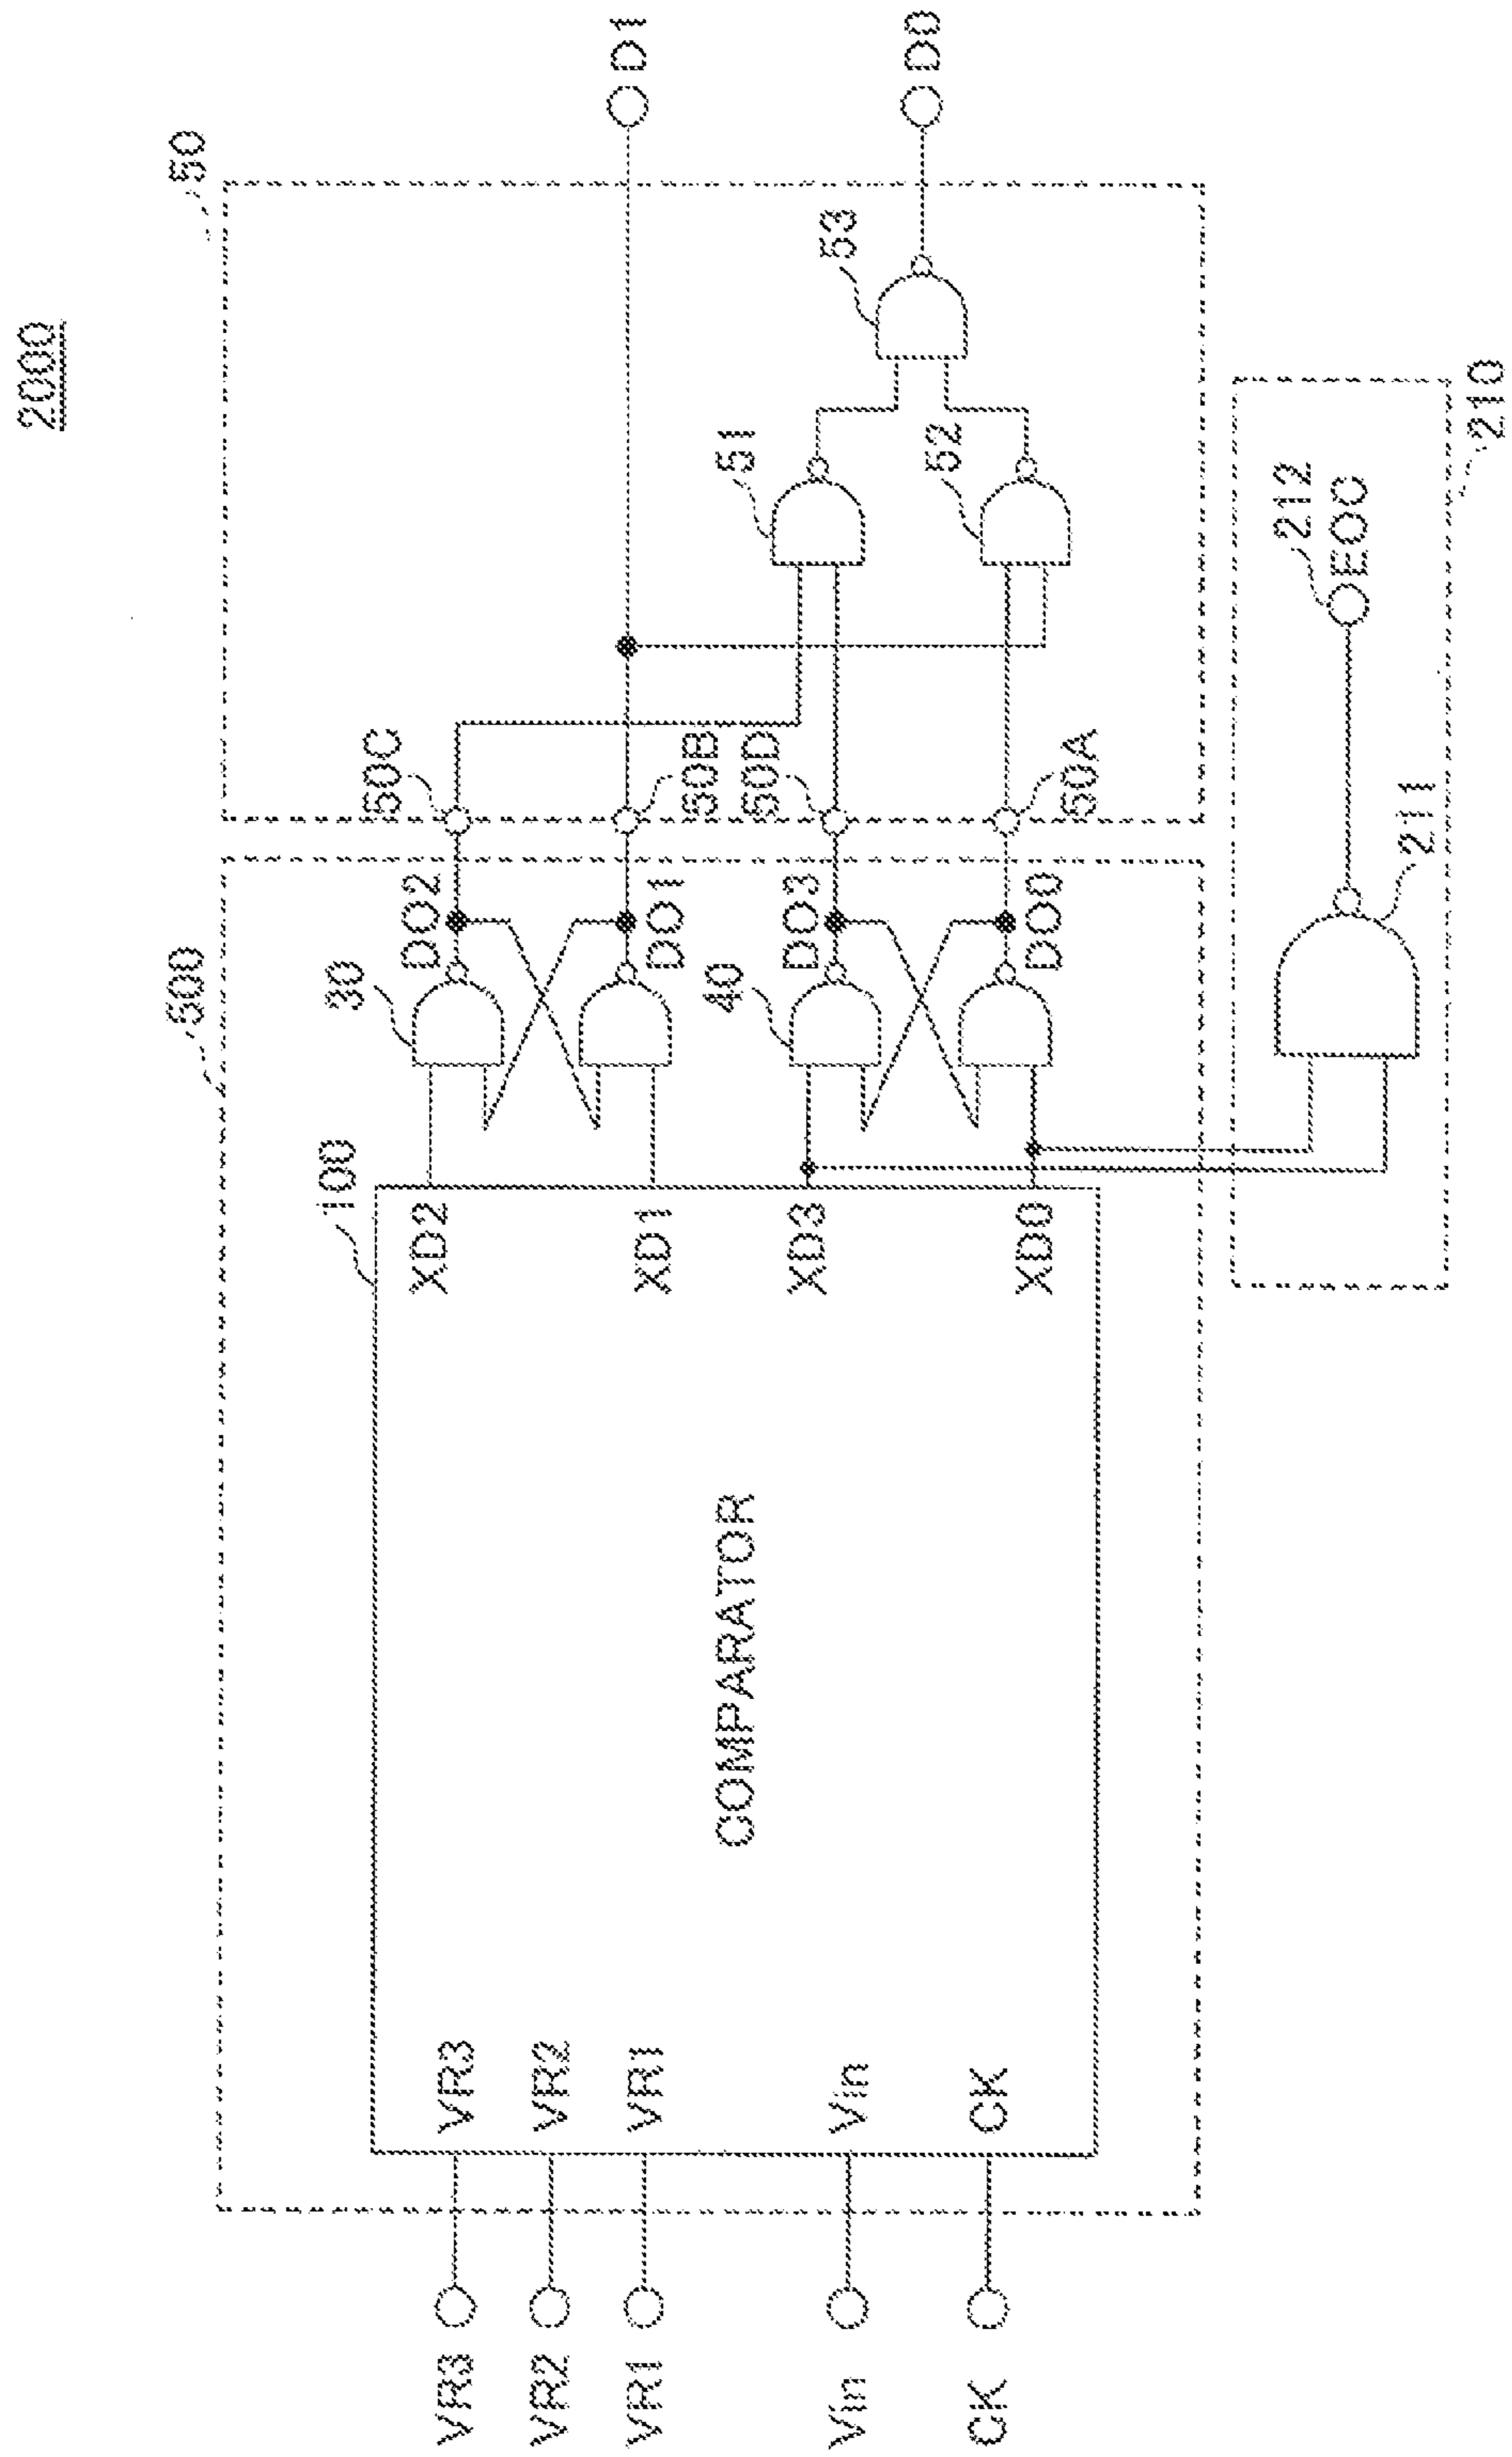 2000
500
50
100
30
40
VR3
VR2
VR1
Vin
CK
VR3
VR2
VR1
Vin
CK
COMPARATOR
XD2
XD1
XD3
XD0
DO2
DO1
DO3
DO0
50C
50B
50D
50A
51
52
53
D1
D0
211
212
EOC
210